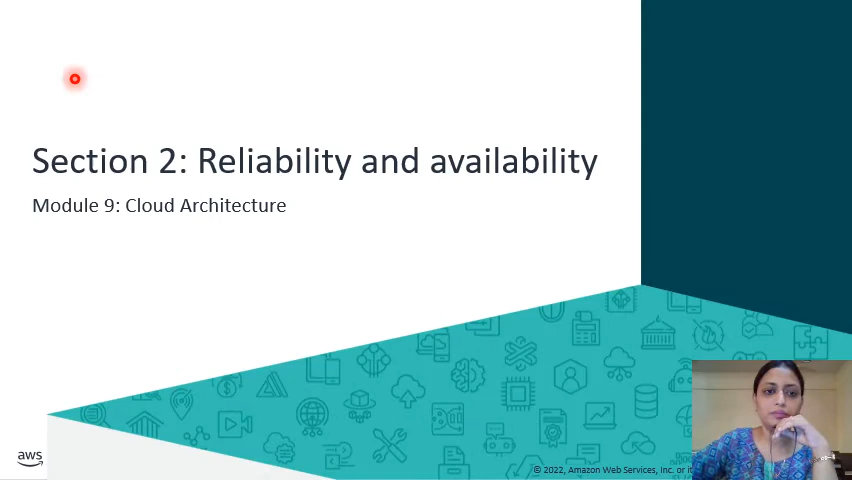 Section 2: Reliability and availability
Module 9: Cloud Architecture
aws
© 2022, Amazon Web Services, Inc. or it